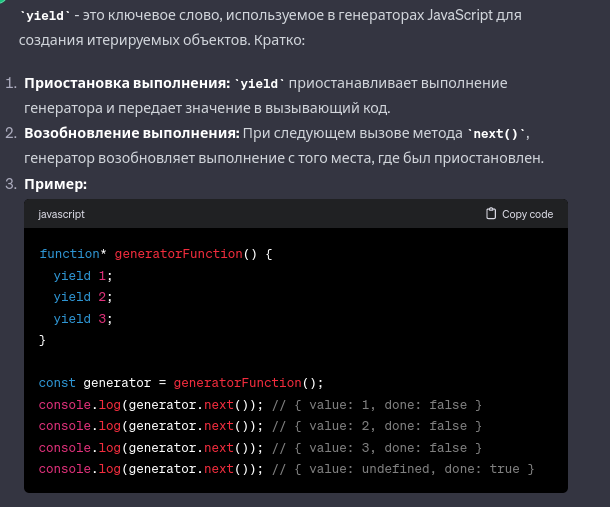 `yield` - это ключевое слово, используемое в генераторах JavaScript для
создания итерируемых объектов. Кратко:
1. Приостановка выполнения: `yield` приостанавливает выполнение
генератора и передает значение в вызывающий код.
2. Возобновление выполнения: При следующем вызове метода `next()`,
генератор возобновляет выполнение с того места, где был приостановлен.
3. Пример:
javascript Copy code
function* generatorFunction() {
  yield 1;
  yield 2;
  yield 3;
}

const generator = generatorFunction();
console.log(generator.next()); // { value: 1, done: false }
console.log(generator.next()); // { value: 2, done: false }
console.log(generator.next()); // { value: 3, done: false }
console.log(generator.next()); // { value: undefined, done: true }